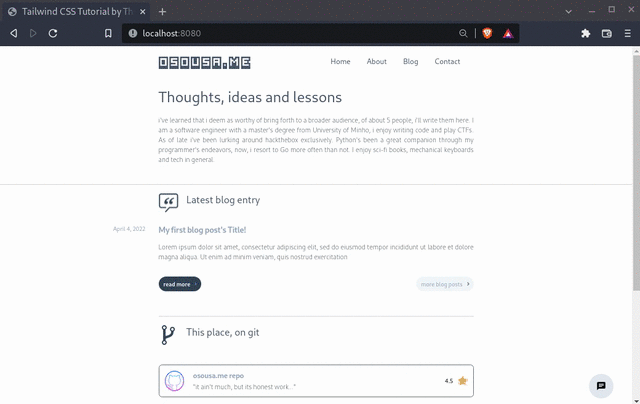 Tailwind CSS Tutorial by Th
localhost:8080
OSOUSA.ME
Home About Blog Contact
Thoughts, ideas and lessons
i've learned that i deem as worthy of bring forth to a broader audience, of about 5 people, i'll write them here. I
am a software engineer with a master's degree from University of Minho, i enjoy writing code and play CTFs.
As of late i've been lurking around hackthebox exclusively. Python's been a great companion through my
programmer's endeavors, now, i resort to Go more often than not. I enjoy sci-fi books, mechanical keyboards
and tech in general.
Latest blog entry
April 4, 2022
My first blog post's Title!
Lorem ipsum dolor sit amet, consectetur adipiscing elit, sed do eiusmod tempor incididunt ut labore et dolore
magna aliqua. Ut enim ad minim veniam, quis nostrud exercitation
read more
more blog posts
This place, on git
osousa.me repo
"it ain't much, but its honest work..."
4.5